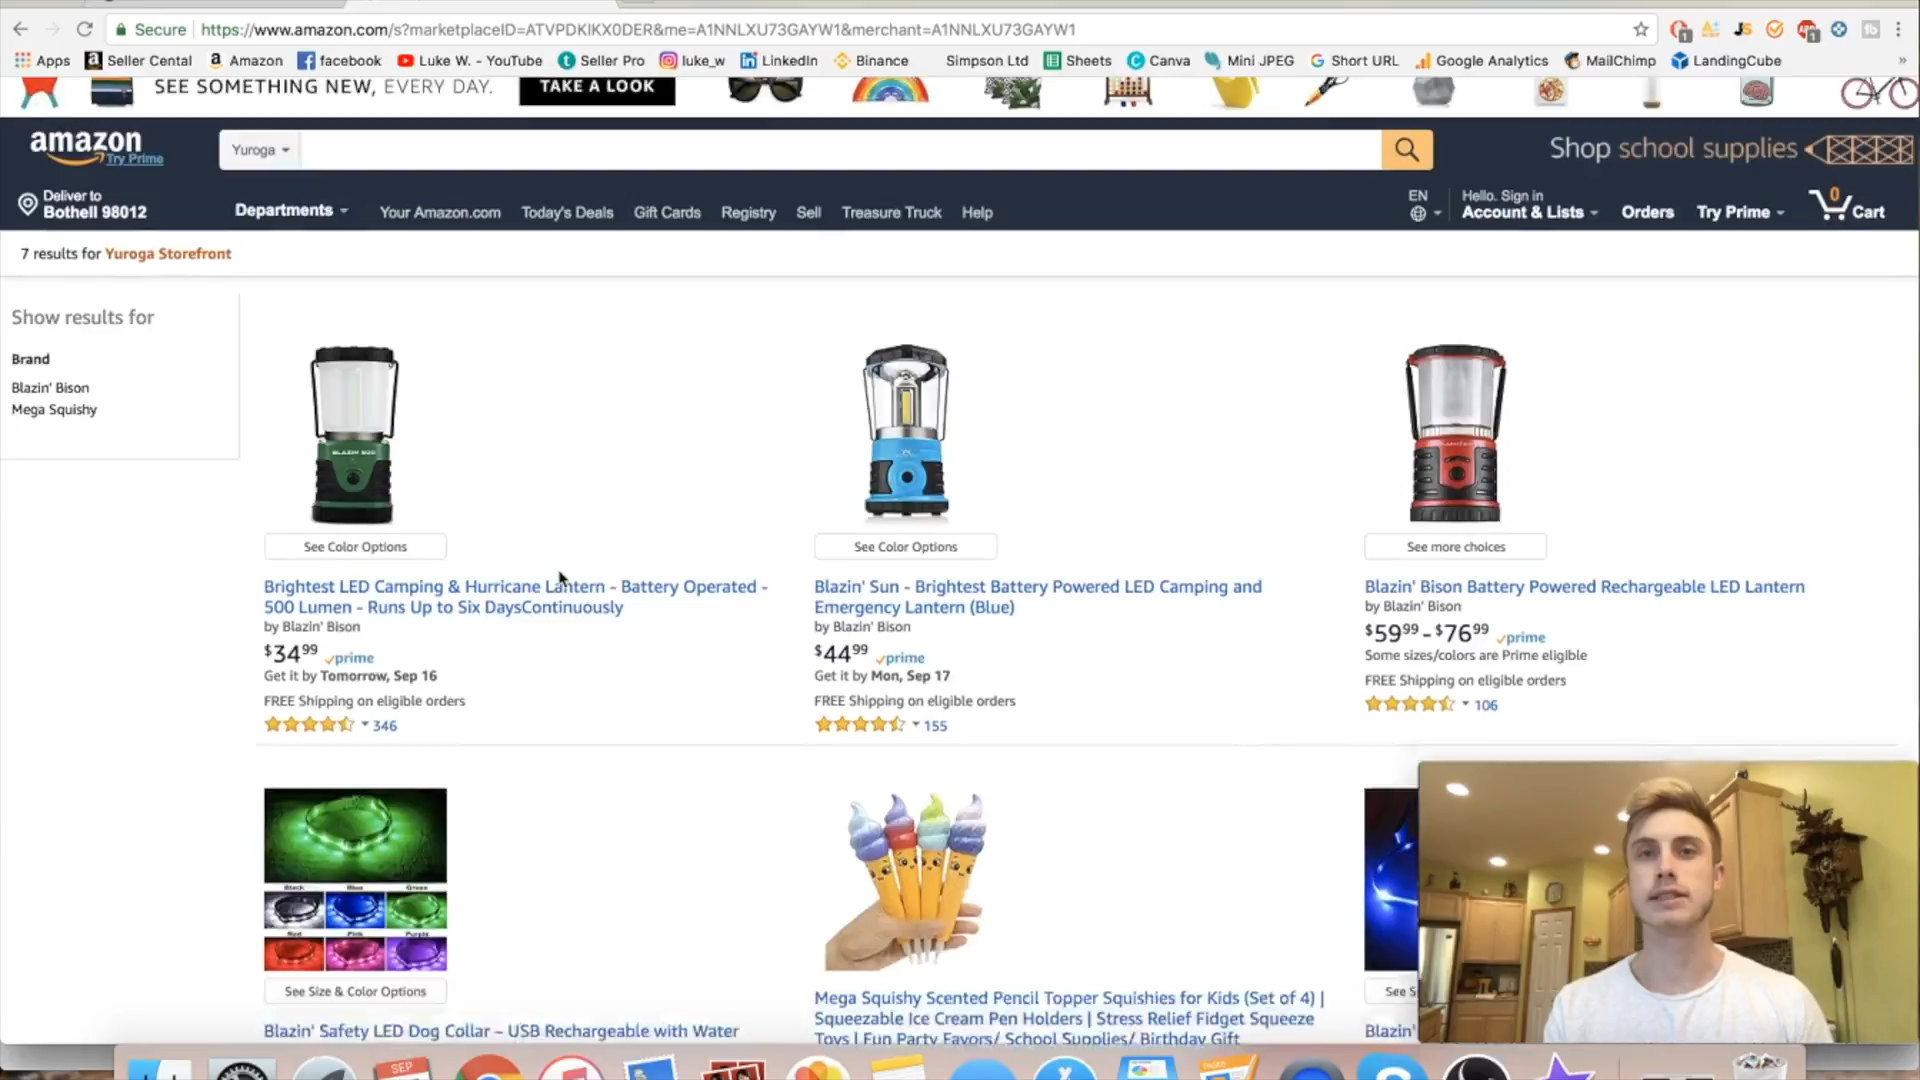 Secure https://www.amazon.com/s?marketplaceID=ATVPDKIKX0DER&me=A1NNLXU73GAYW1&merchant=A1NNLXU73GAYW1
Apps Seller Cental Amazon facebook Luke W. - YouTube Seller Pro luke_w LinkedIn Binance Simpson Ltd Sheets Canva Mini JPEG Short URL Google Analytics MailChimp LandingCube »
SEE SOMETHING NEW, EVERY DAY. TAKE A LOOK
amazon Try Prime Yuroga Shop school supplies
Deliver to Bothell 98012
Departments Your Amazon.com Today's Deals Gift Cards Registry Sell Treasure Truck Help
EN Hello. Sign in Account & Lists Orders Try Prime 0 Cart
7 results for Yuroga Storefront
Show results for
Brand
Blazin' Bison
Mega Squishy
See Color Options
Brightest LED Camping & Hurricane Lantern - Battery Operated -
500 Lumen - Runs Up to Six DaysContinuously
by Blazin' Bison
$34 99 prime
Get it by Tomorrow, Sep 16
FREE Shipping on eligible orders
346
See Color Options
Blazin' Sun - Brightest Battery Powered LED Camping and
Emergency Lantern (Blue)
by Blazin' Bison
$44 99 prime
Get it by Mon, Sep 17
FREE Shipping on eligible orders
155
See more choices
Blazin' Bison Battery Powered Rechargeable LED Lantern
by Blazin' Bison
$59 99 - $76 99 prime
Some sizes/colors are Prime eligible
FREE Shipping on eligible orders
106
Black Blue Green
Red Pink Purple
See Size & Color Options
Blazin' Safety LED Dog Collar – USB Rechargeable with Water
Mega Squishy Scented Pencil Topper Squishies for Kids (Set of 4) |
Squeezable Ice Cream Pen Holders | Stress Relief Fidget Squeeze
Toys | Fun Party Favors/ School Supplies/ Birthday Gift
See S
Blazin'
SEP